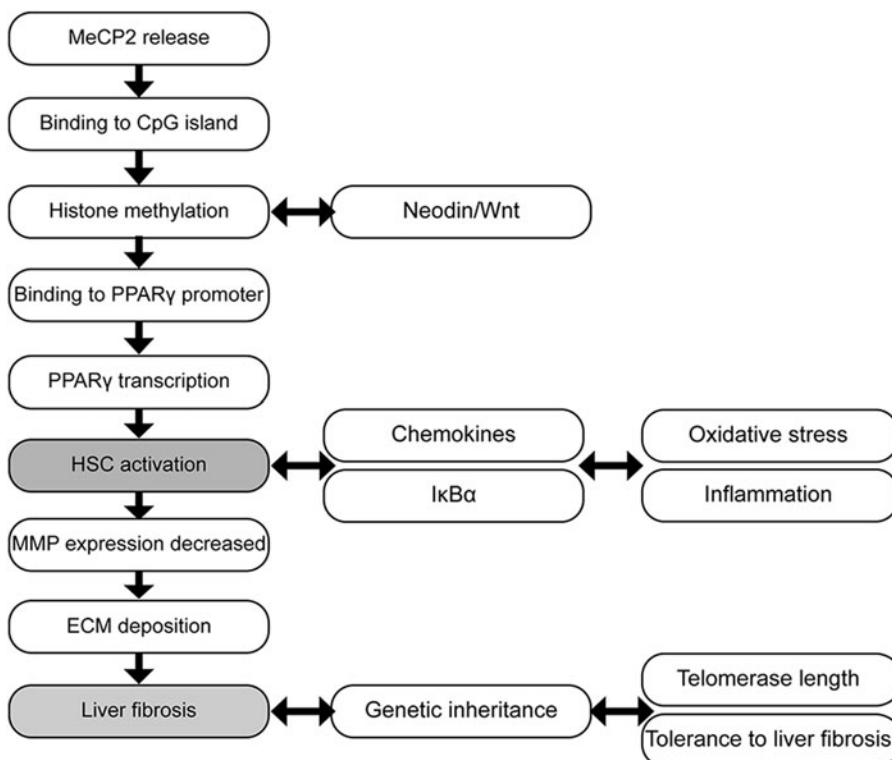 MeCP2 release
Binding to CpG island
Histone methylation
Neodin/Wnt
Binding to PPARγ promoter
PPARγ transcription
HSC activation
Chemokines
IκBα
Oxidative stress
Inflammation
MMP expression decreased
ECM deposition
Liver fibrosis
Genetic inheritance
Telomerase length
Tolerance to liver fibrosis